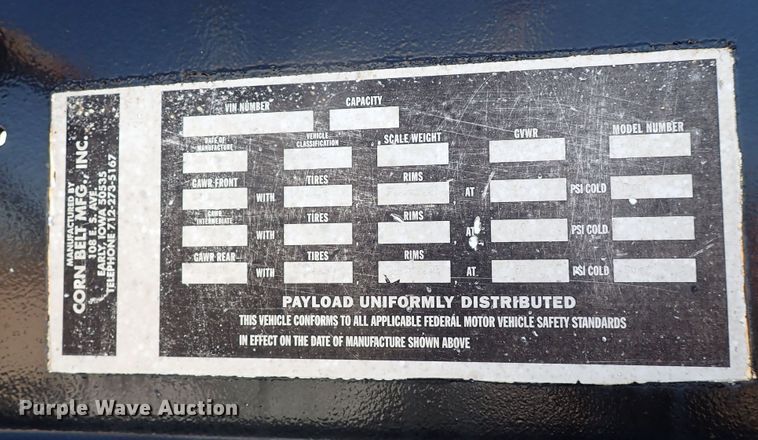 MANUFACTURED BY
CORN BELT MFG., INC.
108 E. S. AVE.
EARLY, IOWA 50535
TELEPHONE 712-273-5167
VIN NUMBER CAPACITY
DATE OF MANUFACTURE VEHICLE CLASSIFICATION SCALE WEIGHT GVWR MODEL NUMBER
GAWR FRONT WITH TIRES RIMS AT PSI COLD
GAWR INTERMEDIATE WITH TIRES RIMS AT PSI COLD
GAWR REAR WITH TIRES RIMS AT PSI COLD
PAYLOAD UNIFORMLY DISTRIBUTED
THIS VEHICLE CONFORMS TO ALL APPLICABLE FEDERAL MOTOR VEHICLE SAFETY STANDARDS
IN EFFECT ON THE DATE OF MANUFACTURE SHOWN ABOVE
Purple Wave Auction